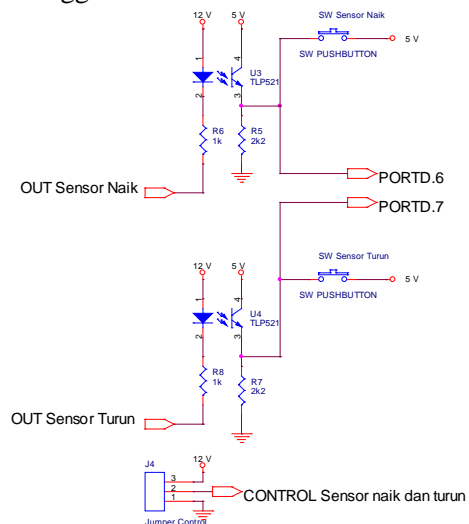 12 V
5 V
SW Sensor Naik
5 V
SW PUSHBUTTON
1
4
U3
TLP521
2
3
R6
1k
R5
2k2
OUT Sensor Naik
PORTD.6
PORTD.7
SW Sensor Turun
12 V
5 V
5 V
SW PUSHBUTTON
1
4
U4
TLP521
2
3
R8
1k
R7
2k2
OUT Sensor Turun
12 V
J4
3
2
1
CONTROL Sensor naik dan turun
Jumper Control